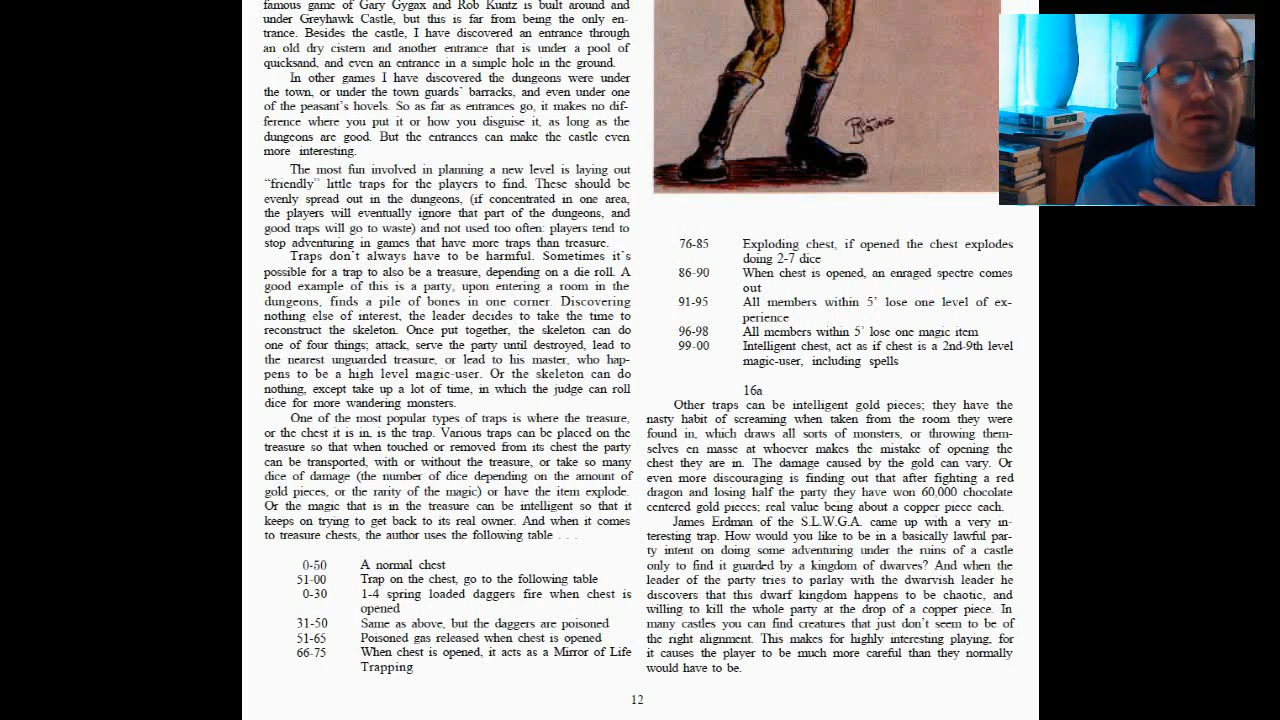 famous game of Gary Gygax and Rob Kuntz is built around and
under Greyhawk Castle, but this is far from being the only en-
trance. Besides the castle, I have discovered an entrance through
an old dry cistern and another entrance that is under a pool of
quicksand, and even an entrance in a simple hole in the ground.
In other games I have discovered the dungeons were under
the town, or under the town guards' barracks, and even under one
of the peasant's hovels. So as far as entrances go, it makes no dif-
ference where you put it or how you disguise it, as long as the
dungeons are good. But the entrances can make the castle even
more interesting.
The most fun involved in planning a new level is laying out
"friendly" little traps for the players to find. These should be
evenly spread out in the dungeons, (if concentrated in one area,
the players will eventually ignore that part of the dungeons, and
good traps will go to waste) and not used too often: players tend to
stop adventuring in games that have more traps than treasure.
Traps don't always have to be harmful. Sometimes it's
possible for a trap to also be a treasure, depending on a die roll. A
good example of this is a party, upon entering a room in the
dungeons, finds a pile of bones in one corner. Discovering
nothing else of interest, the leader decides to take the time to
reconstruct the skeleton. Once put together, the skeleton can do
one of four things; attack, serve the party until destroyed, lead to
the nearest unguarded treasure, or lead to his master, who hap-
pens to be a high level magic-user. Or the skeleton can do
nothing, except take up a lot of time, in which the judge can roll
dice for more wandering monsters.
One of the most popular types of traps is where the treasure,
or the chest it is in, is the trap. Various traps can be placed on the
treasure so that when touched or removed from its chest the party
can be transported, with or without the treasure, or take so many
dice of damage (the number of dice depending on the amount of
gold pieces, or the rarity of the magic) or have the item explode.
Or the magic that is in the treasure can be intelligent so that it
keeps on trying to get back to its real owner. And when it comes
to treasure chests, the author uses the following table . . .
0-50 A normal chest
51-00 Trap on the chest, go to the following table
0-30 1-4 spring loaded daggers fire when chest is
opened
31-50 Same as above, but the daggers are poisoned
51-65 Poisoned gas released when chest is opened
66-75 When chest is opened, it acts as a Mirror of Life
Trapping
76-85 Exploding chest, if opened the chest explodes
doing 2-7 dice
86-90 When chest is opened, an enraged spectre comes
out
91-95 All members within 5' lose one level of ex-
perience
96-98 All members within 5' lose one magic item
99-00 Intelligent chest, act as if chest is a 2nd-9th level
magic-user, including spells
16a
Other traps can be intelligent gold pieces; they have the
nasty habit of screaming when taken from the room they were
found in, which draws all sorts of monsters, or throwing them-
selves en masse at whoever makes the mistake of opening the
chest they are in. The damage caused by the gold can vary. Or
even more discouraging is finding out that after fighting a red
dragon and losing half the party they have won 60,000 chocolate
centered gold pieces; real value being about a copper piece each.
James Erdman of the S.L.W.G.A. came up with a very in-
teresting trap. How would you like to be in a basically lawful par-
ty intent on doing some adventuring under the ruins of a castle
only to find it guarded by a kingdom of dwarves? And when the
leader of the party tries to parlay with the dwarvish leader he
discovers that this dwarf kingdom happens to be chaotic, and
willing to kill the whole party at the drop of a copper piece. In
many castles you can find creatures that just don't seem to be of
the right alignment. This makes for highly interesting playing, for
it causes the player to be much more careful than they normally
would have to be.
12